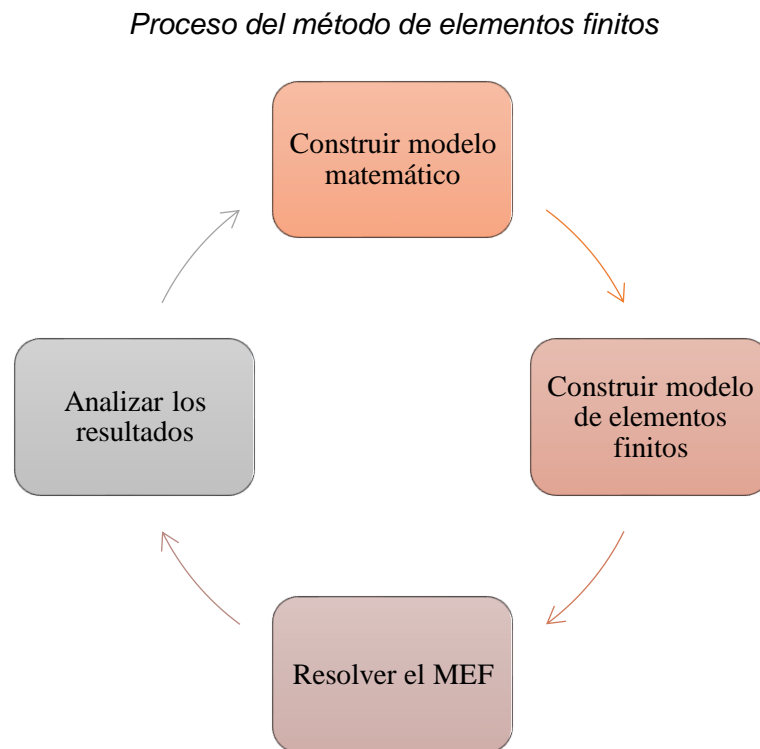 Proceso del método de elementos finitos
Construir modelo
matemático
Construir modelo
de elementos
finitos
Resolver el MEF
Analizar los
resultados